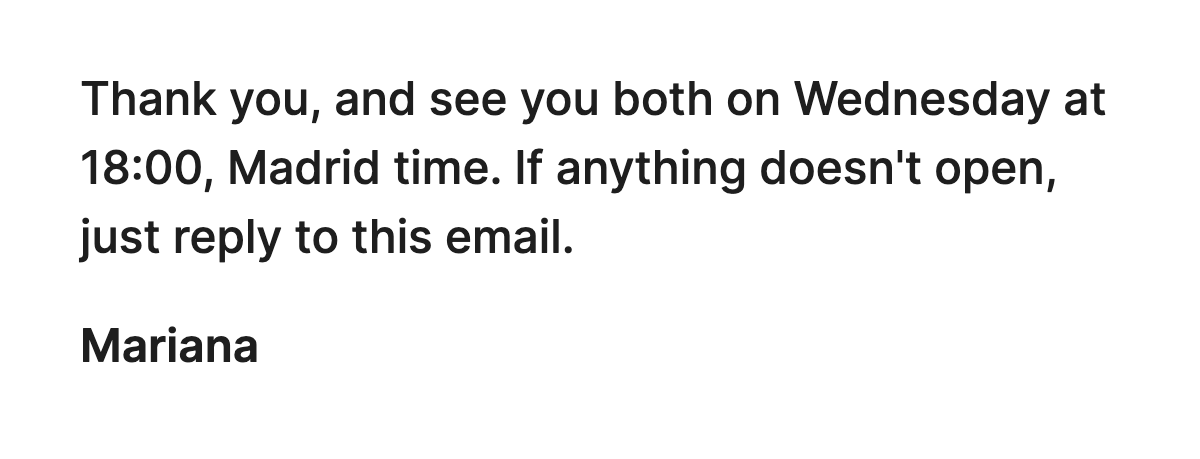 Thank you, and see you both on Wednesday at
18:00, Madrid time. If anything doesn't open,
just reply to this email.
Mariana